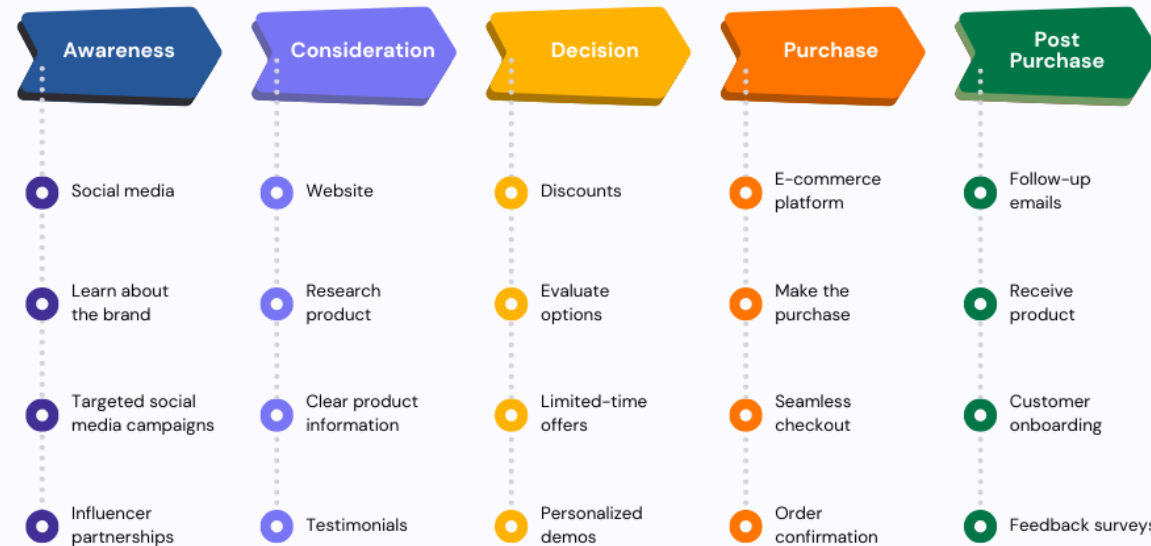 Awareness
Consideration
Decision
Purchase
Post
Purchase
Social media
Website
Discounts
E-commerce
platform
Follow-up
emails
Learn about
the brand
Research
product
Evaluate
options
Make the
purchase
Receive
product
Targeted social
media campaigns
Clear product
information
Limited-time
offers
Seamless
checkout
Customer
onboarding
Influencer
partnerships
Testimonials
Personalized
demos
Order
confirmation
Feedback surveys